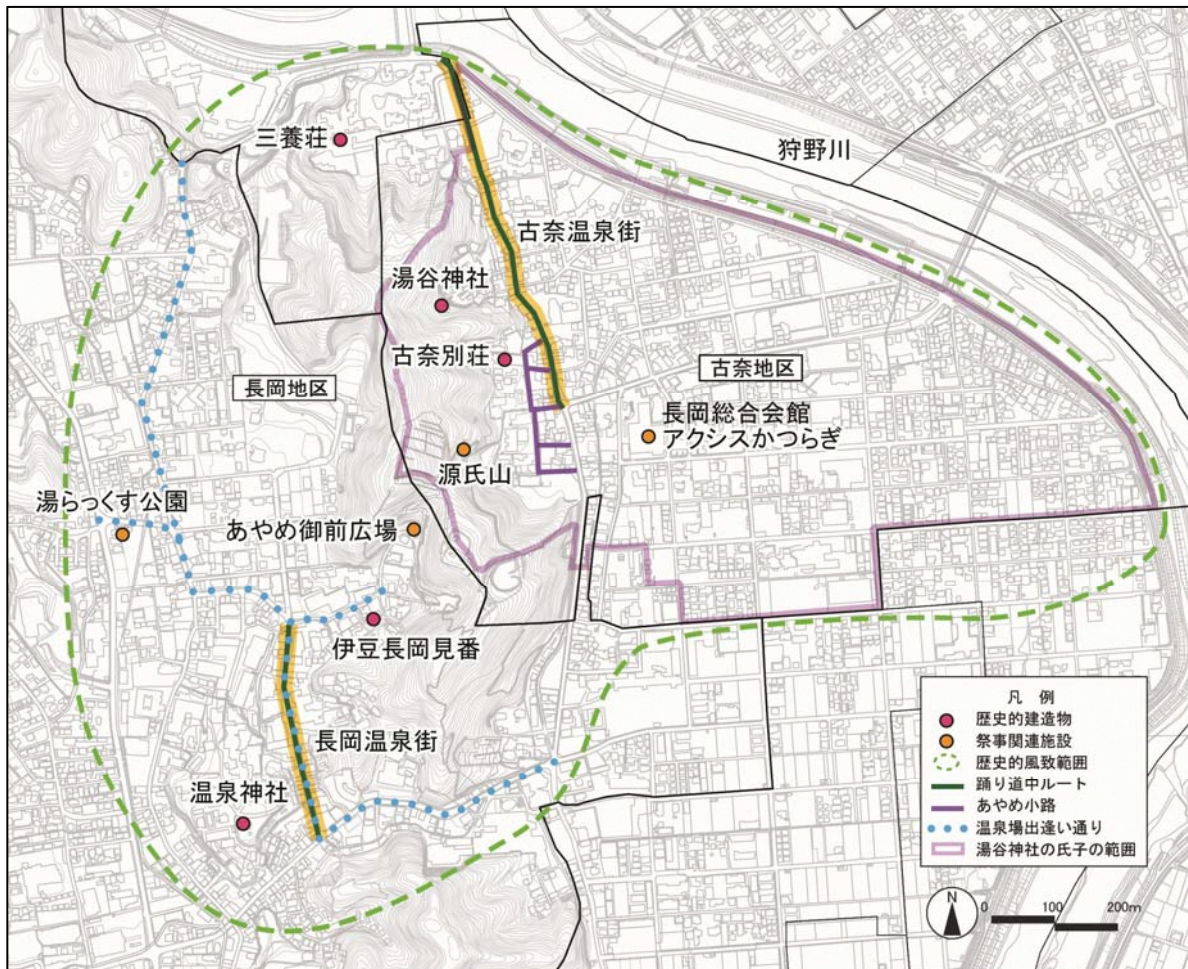 狩野川
三養荘
古奈温泉街
湯谷神社
古奈別荘
古奈地区
長岡地区
長岡総合会館
アクシスかつらぎ
源氏山
湯らっくす公園
あやめ御前広場
伊豆長岡見番
長岡温泉街
温泉神社
凡 例
歴史的建造物
祭事関連施設
歴史的風致範囲
踊り道中ルート
あやめ小路
温泉場出逢い通り
湯谷神社の氏子の範囲
N
0 100 200m